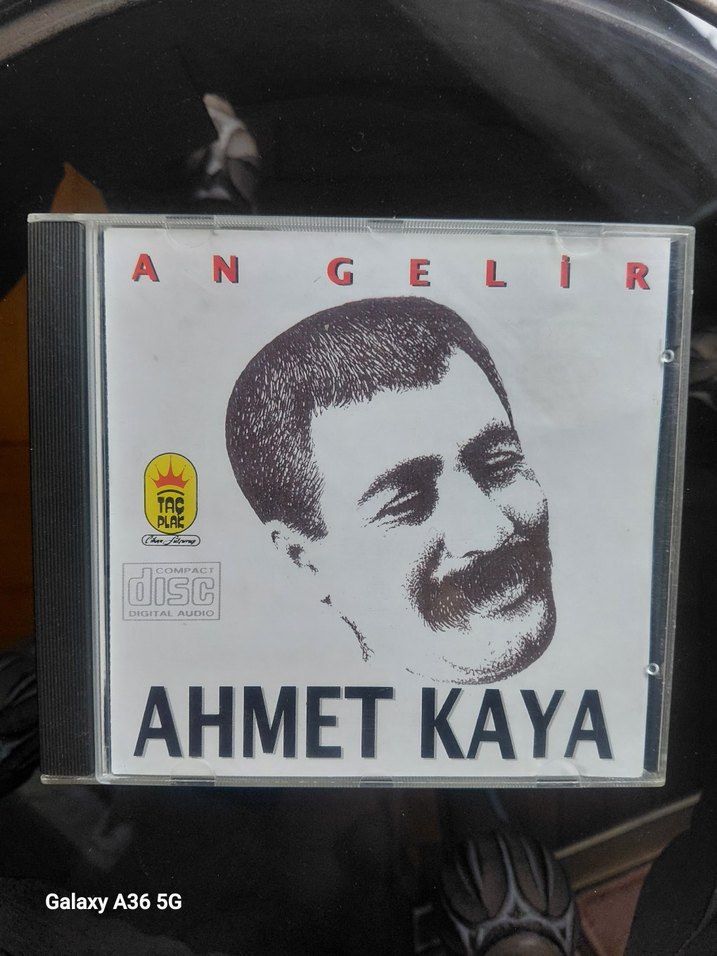 AN GELİR
TAÇ
PLAK
COMPACT
disc
DIGITAL AUDIO
AHMET KAYA
Galaxy A36 5G